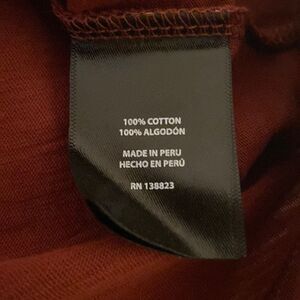 100% COTTON
100% ALGODÓN
MADE IN PERU
HECHO EN PERÚ
RN 138823